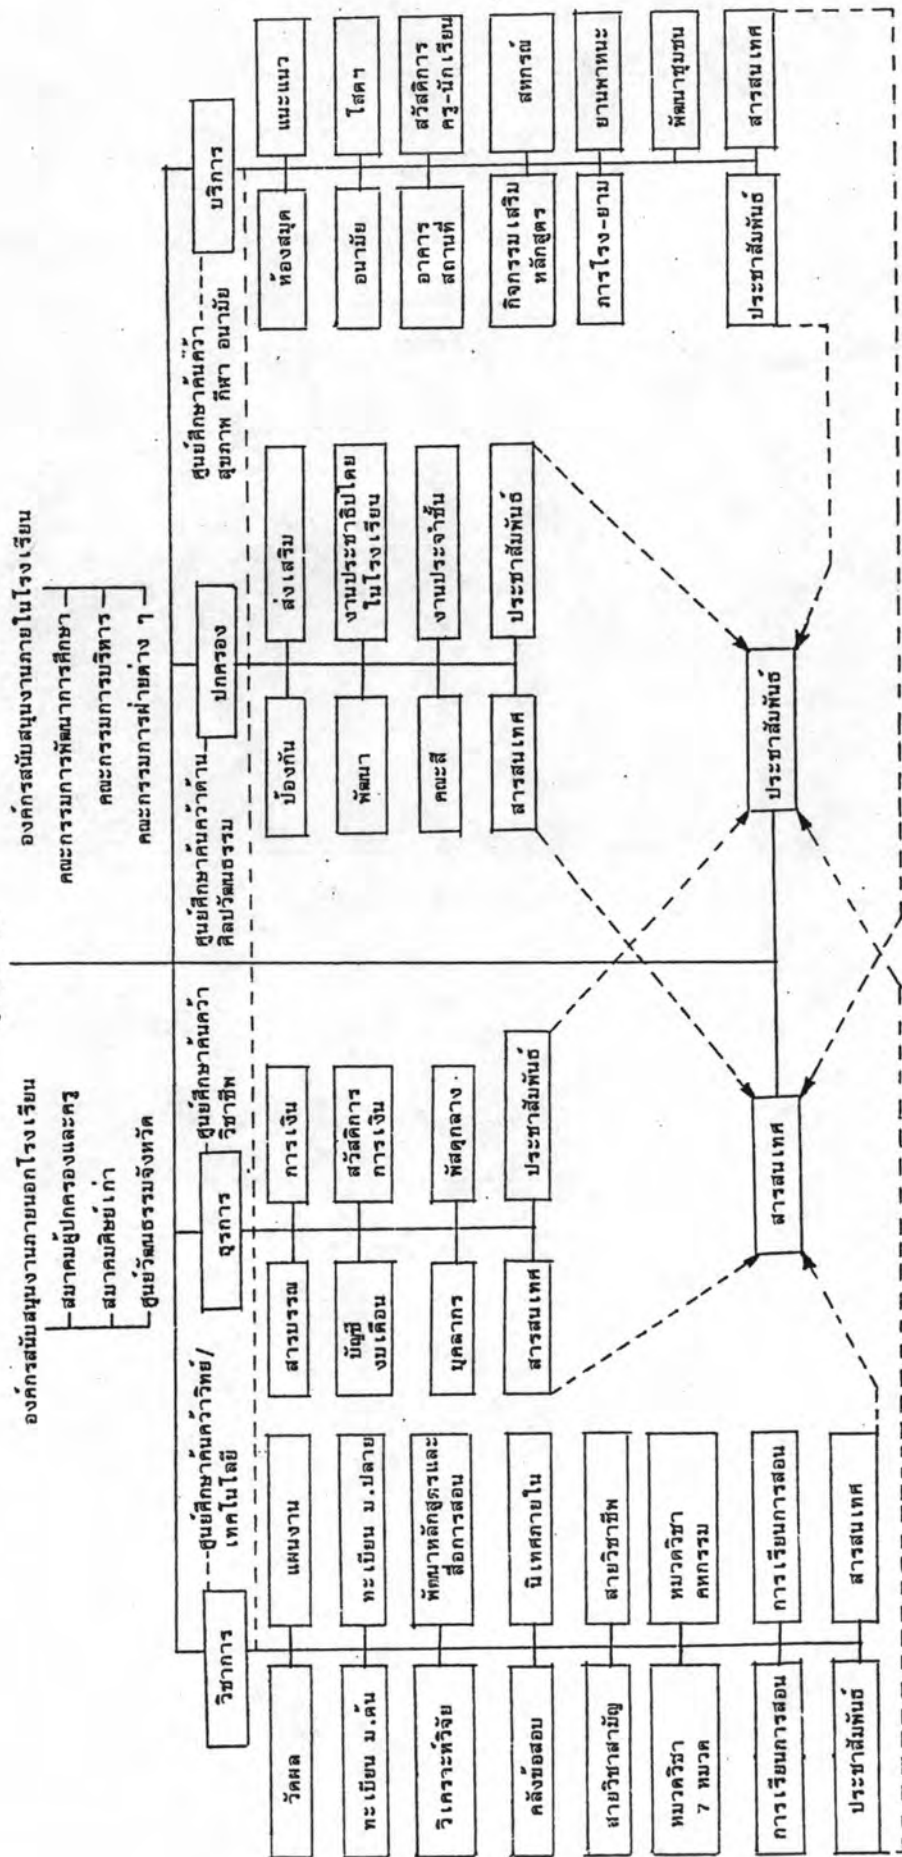 องค์กรสนับสนุนงานภายนอกโรงเรียน
สมาคมผู้ปกครองและครู
สมาคมศิษย์เก่า
ศูนย์วัฒนธรรมจังหวัด
องค์กรสนับสนุนงานภายในโรงเรียน
คณะกรรมการพัฒนาการศึกษา
คณะกรรมการบริหาร
คณะกรรมการฝ่ายต่าง ๆ
วิชาการ
ศูนย์ศึกษาค้นคว้าวิทย์/
เทคโนโลยี
ธุรการ
ศูนย์ศึกษาค้นคว้า
วิชาชีพ
ศูนย์ศึกษาค้นคว้าด้าน
ศิลปวัฒนธรรม
ปกครอง
ศูนย์ศึกษาค้นคว้า
สุขภาพ กีฬา อนามัย
บริการ
วัดผล
แผนงาน
ทะเบียน ม.ต้น
ทะเบียน ม.ปลาย
วิเคราะห์วิจัย
พัฒนาหลักสูตรและ
สื่อการสอน
คลังข้อสอบ
นิเทศภายใน
สายวิชาสามัญ
สายวิชาชีพ
หมวดวิชา
7 หมวด
หมวดวิชา
คหกรรม
การเรียนการสอน
การเรียนการสอน
ประชาสัมพันธ์
สารสนเทศ
สารบรรณ
การเงิน
บัญชี
งบเดือน
สวัสดิการ
การเงิน
บุคลากร
พัสดุกลาง
สารสนเทศ
ประชาสัมพันธ์
ป้องกัน
ส่งเสริม
พัฒนา
งานประชาธิปไตย
ในโรงเรียน
คณะสี
งานประจำชั้น
สารสนเทศ
ประชาสัมพันธ์
ห้องสมุด
แนะแนว
อนามัย
โสตฯ
อาคาร
สถานที่
สวัสดิการ
ครู-นักเรียน
กิจกรรมเสริม
หลักสูตร
สหกรณ์
ภารโรง-ยาม
ยานพาหนะ
พัฒนาชุมชน
ประชาสัมพันธ์
สารสนเทศ
สารสนเทศ
ประชาสัมพันธ์